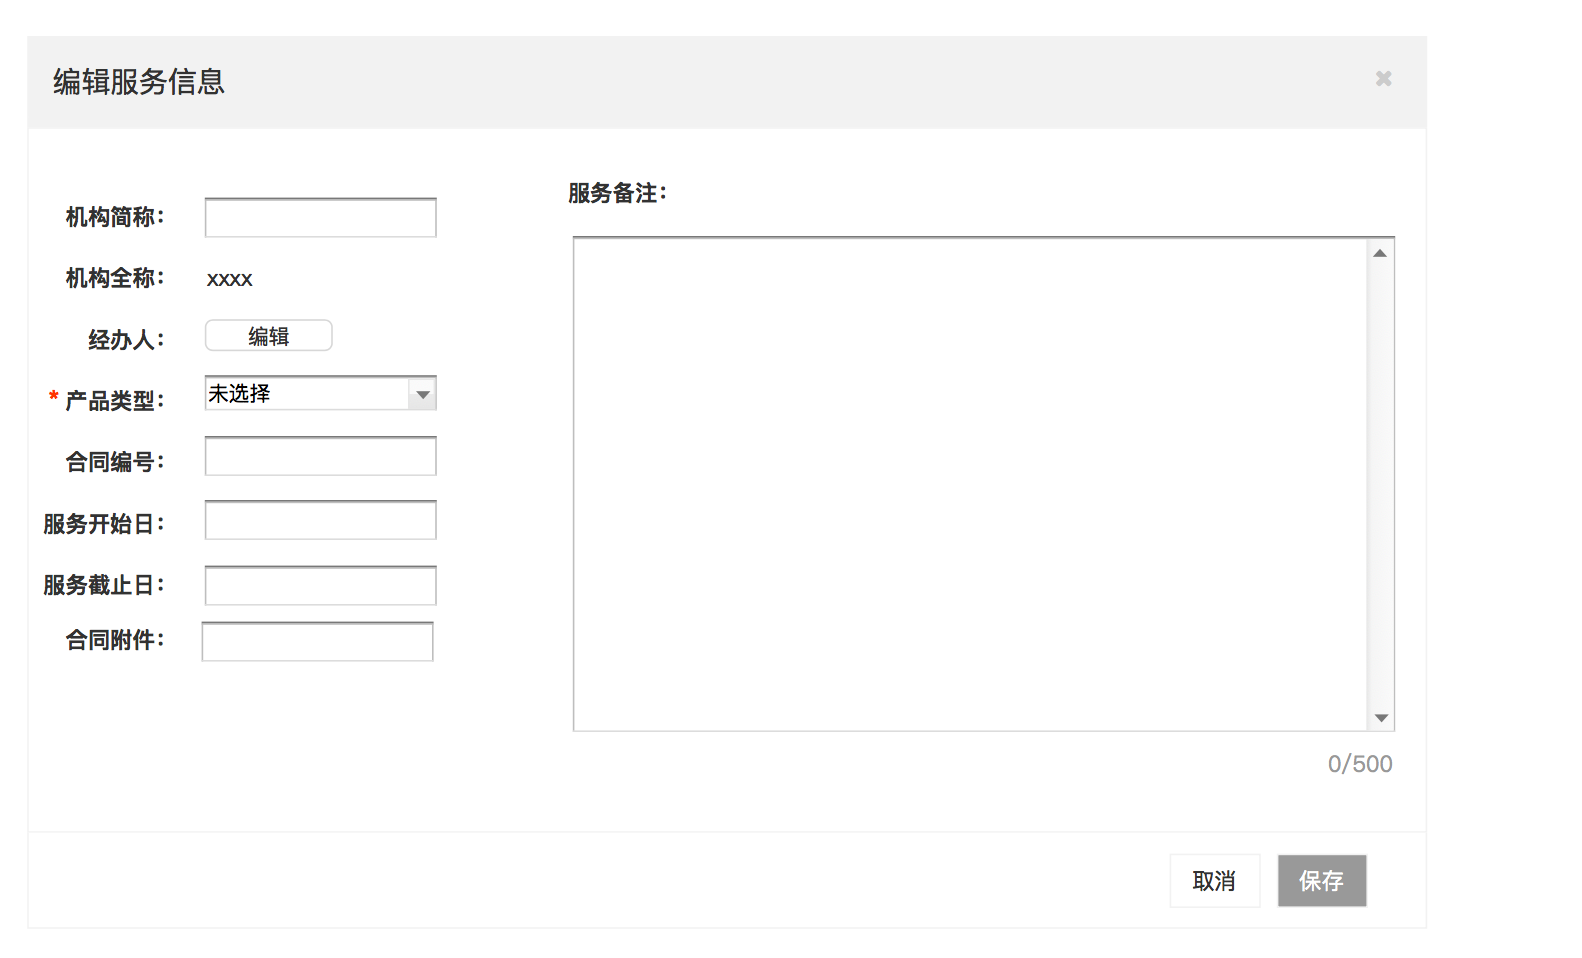 编辑服务信息
机构简称：
机构全称：xxxx
经办人：编辑
* 产品类型：未选择
合同编号：
服务开始日：
服务截止日：
合同附件：
服务备注：
0/500
取消 保存